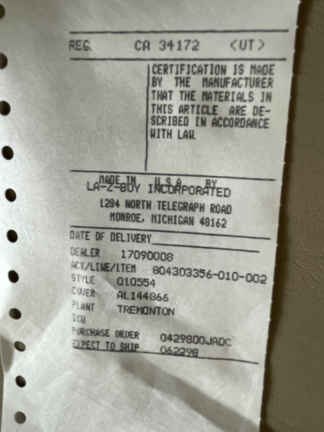 REG. CA 34172 <UT>
CERTIFICATION IS MADE
BY THE MANUFACTURER
THAT THE MATERIALS IN
THIS ARTICLE ARE DE-
SCRIBED IN ACCORDANCE
WITH LAW.
MADE IN U.S.A. BY
LA-Z-BOY INCORPORATED
1284 NORTH TELEGRAPH ROAD
MONROE, MICHIGAN 48162
DATE OF DELIVERY
DEALER 17090008
ACK/LINE/ITEM 804303356-010-002
STYLE 010554
COVER AL144866
PLANT TREMONTON
PURCHASE ORDER 0429800JADC
EXPECT TO SHIP 062298